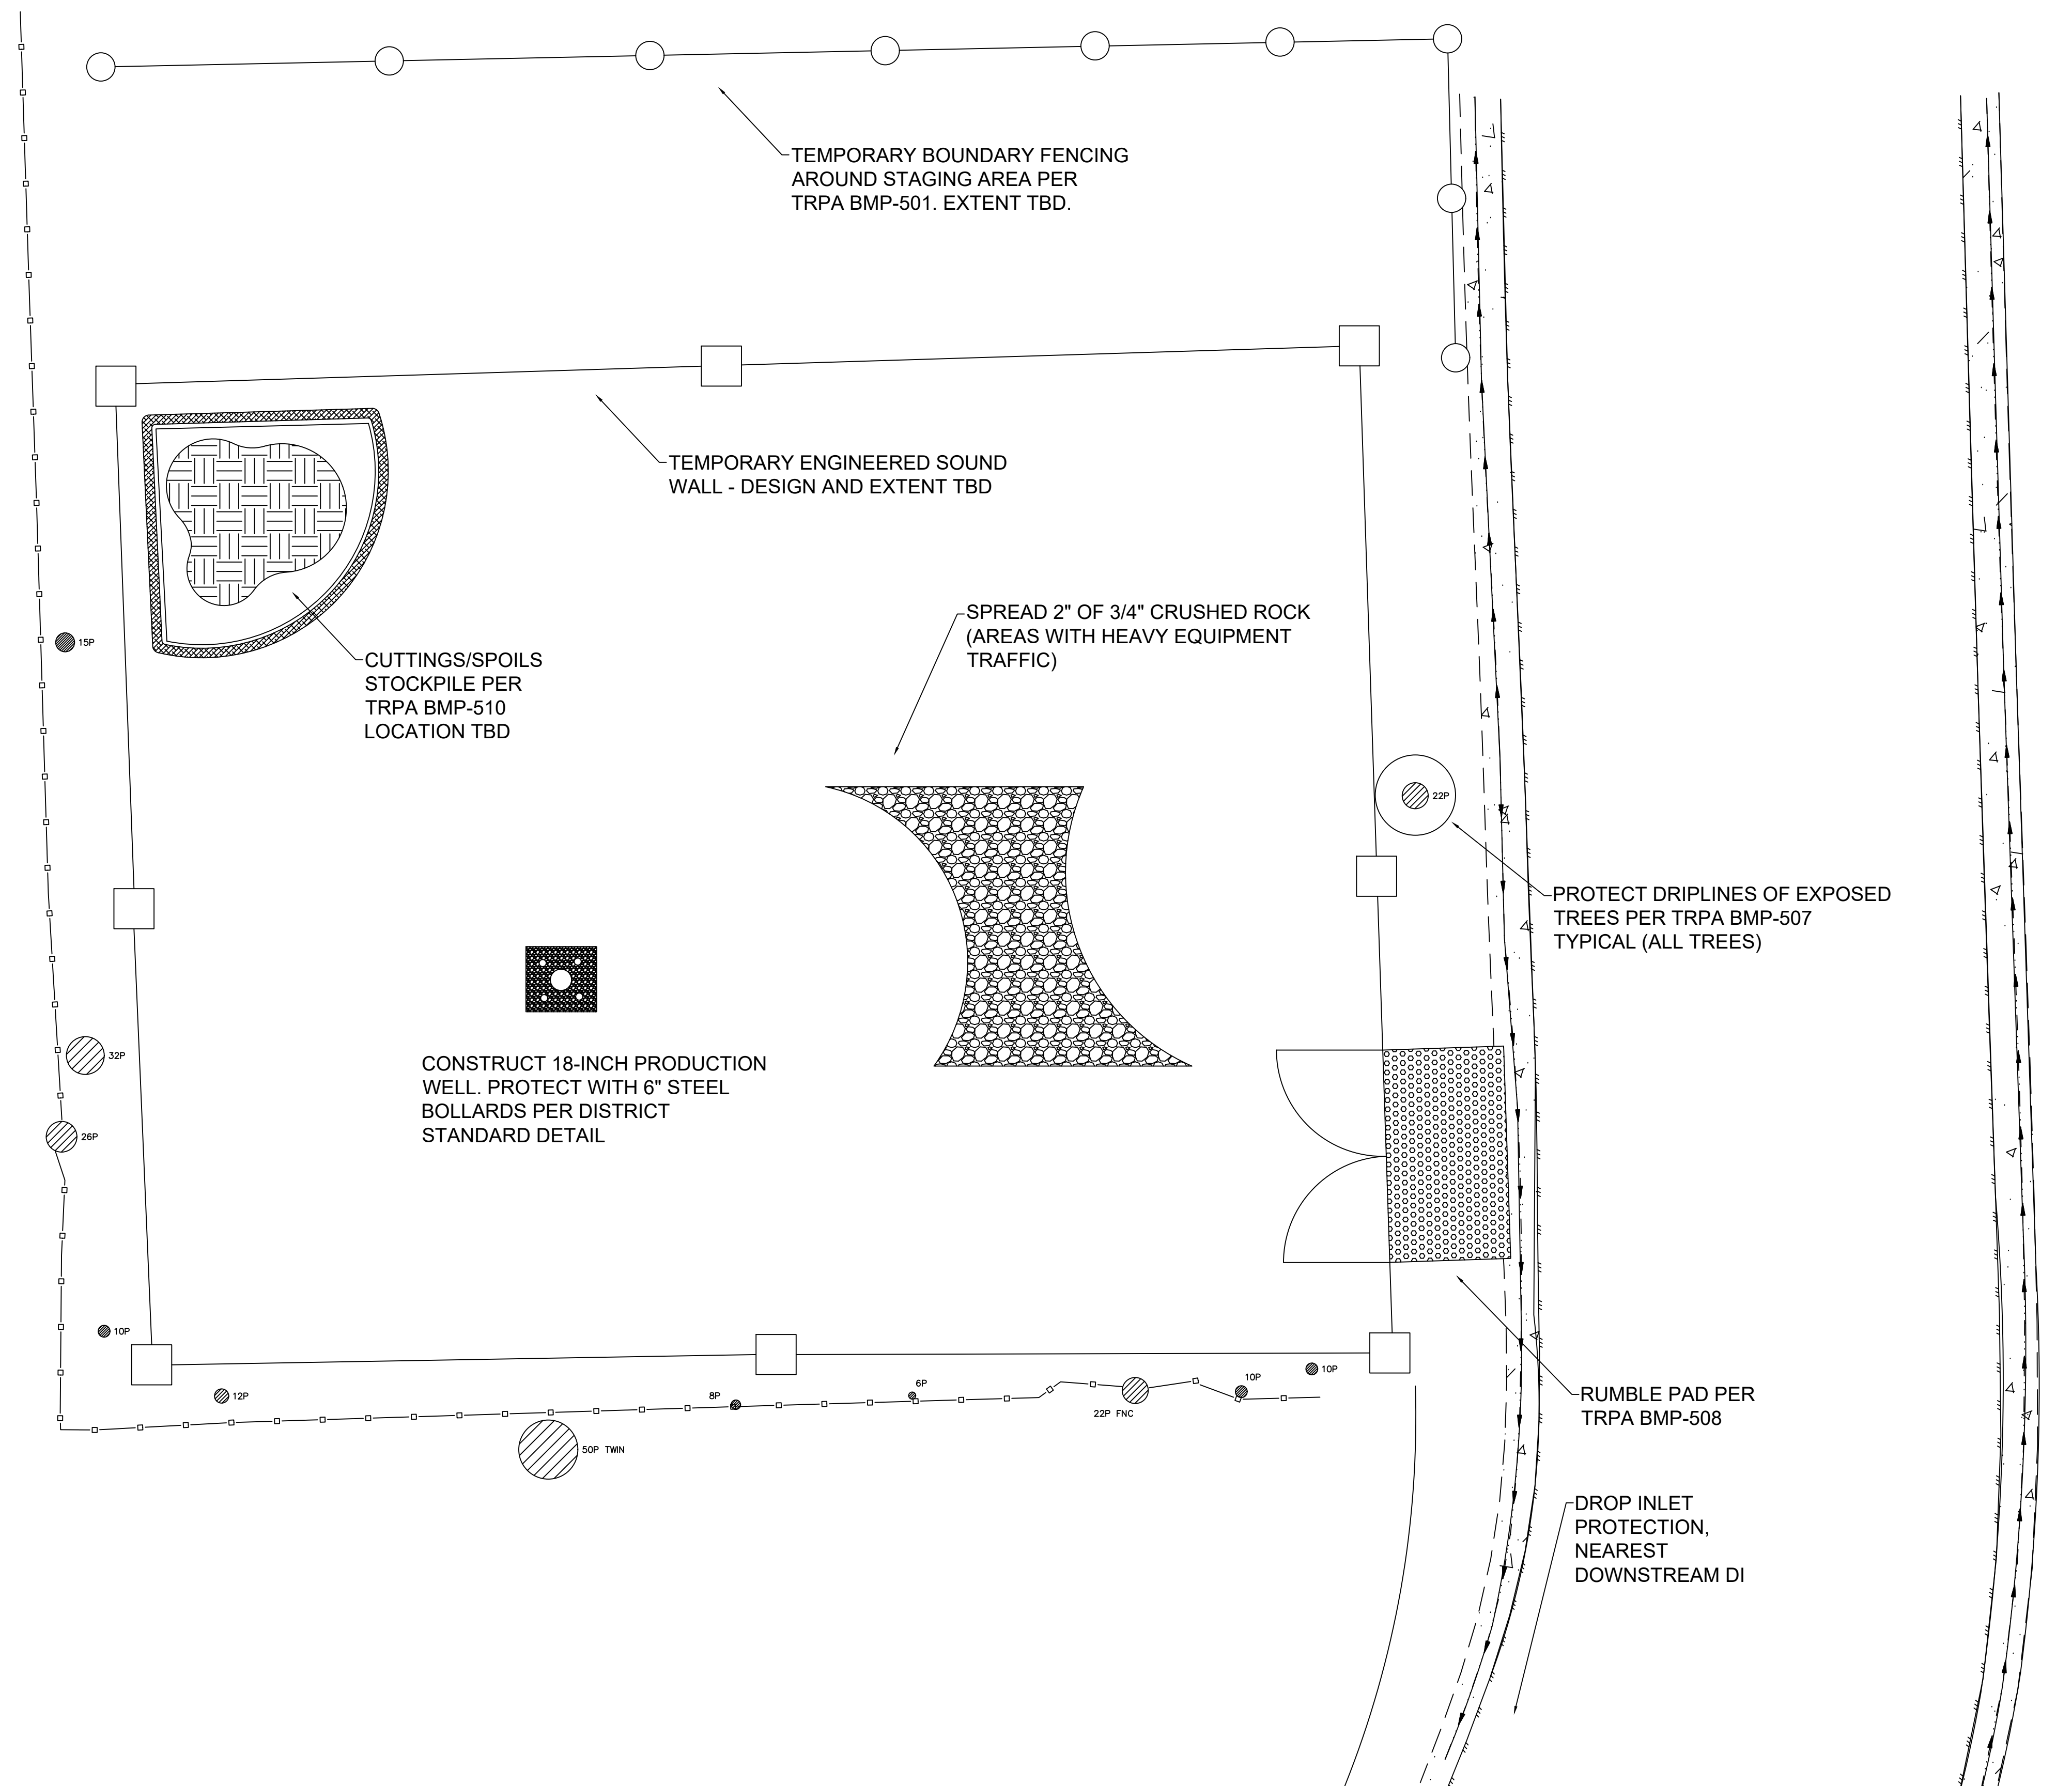 TEMPORARY BOUNDARY FENCING
AROUND STAGING AREA PER
TRPA BMP-501. EXTENT TBD.
TEMPORARY ENGINEERED SOUND
WALL - DESIGN AND EXTENT TBD
SPREAD 2" OF 3/4" CRUSHED ROCK
(AREAS WITH HEAVY EQUIPMENT
TRAFFIC)
15P
CUTTINGS/SPOILS
STOCKPILE PER
TRPA BMP-510
LOCATION TBD
22P
PROTECT DRIPLINES OF EXPOSED
TREES PER TRPA BMP-507
TYPICAL (ALL TREES)
32P
CONSTRUCT 18-INCH PRODUCTION
WELL. PROTECT WITH 6" STEEL
BOLLARDS PER DISTRICT
STANDARD DETAIL
26P
10P
12P
8P
6P
22P FNC
10P
10P
50P TWIN
RUMBLE PAD PER
TRPA BMP-508
DROP INLET
PROTECTION,
NEAREST
DOWNSTREAM DI